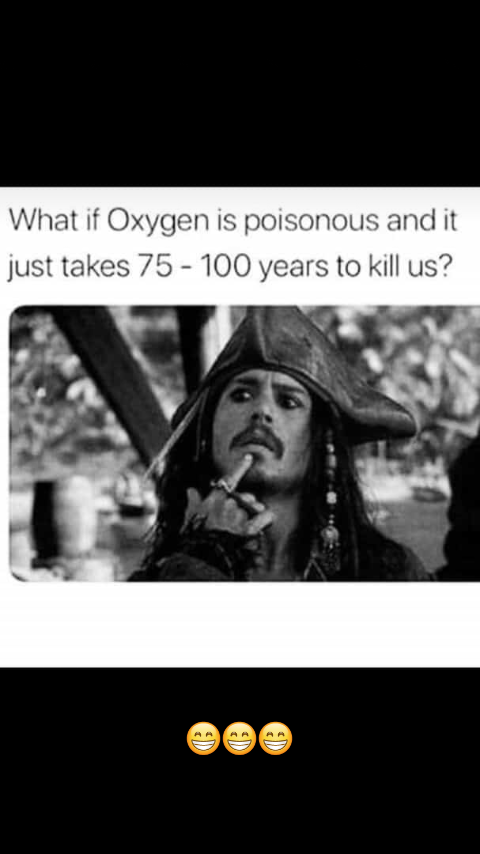 What if Oxygen is poisonous and it
just takes 75 - 100 years to kill us?
😁😁😁